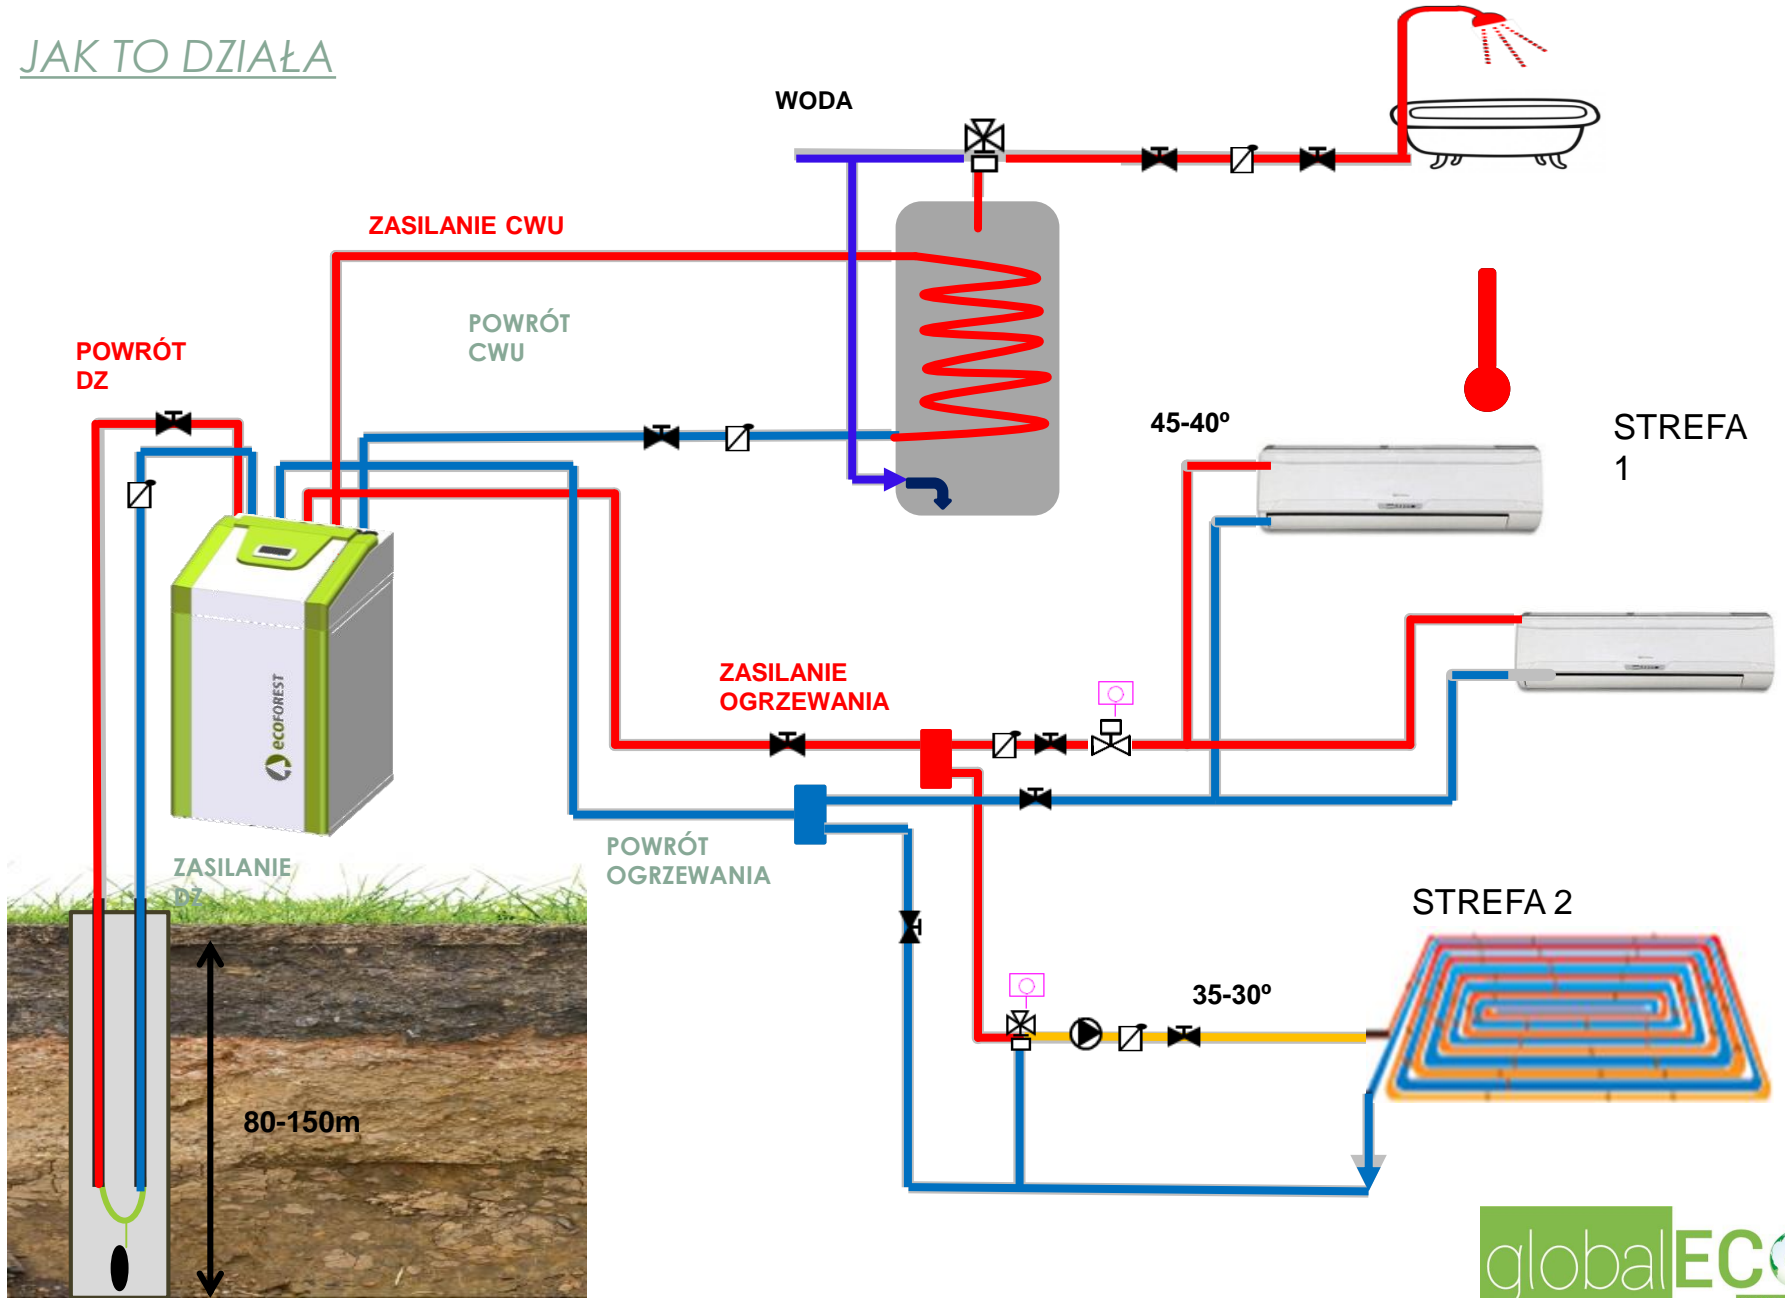 JAK TO DZIAŁA
WODA
ZASILANIE CWU
POWRÓT
CWU
POWRÓT
DZ
45-40º
STREFA
1
ecoFOREST
ZASILANIE
OGRZEWANIA
POWRÓT
OGRZEWANIA
ZASILANIE
DZ
STREFA 2
35-30º
80-150m
globalEC